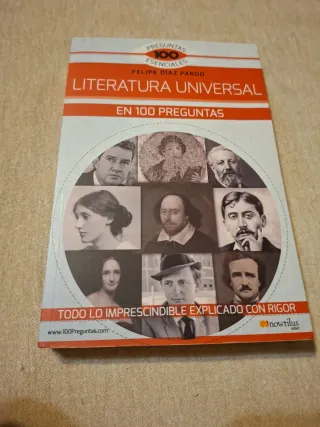 PREGUNTAS
100
ESENCIALES
FELIPE DÍAZ PARDO
LITERATURA UNIVERSAL
EN 100 PREGUNTAS
TODO LO IMPRESCINDIBLE EXPLICADO CON RIGOR
www.100Preguntas.com
nowtilus